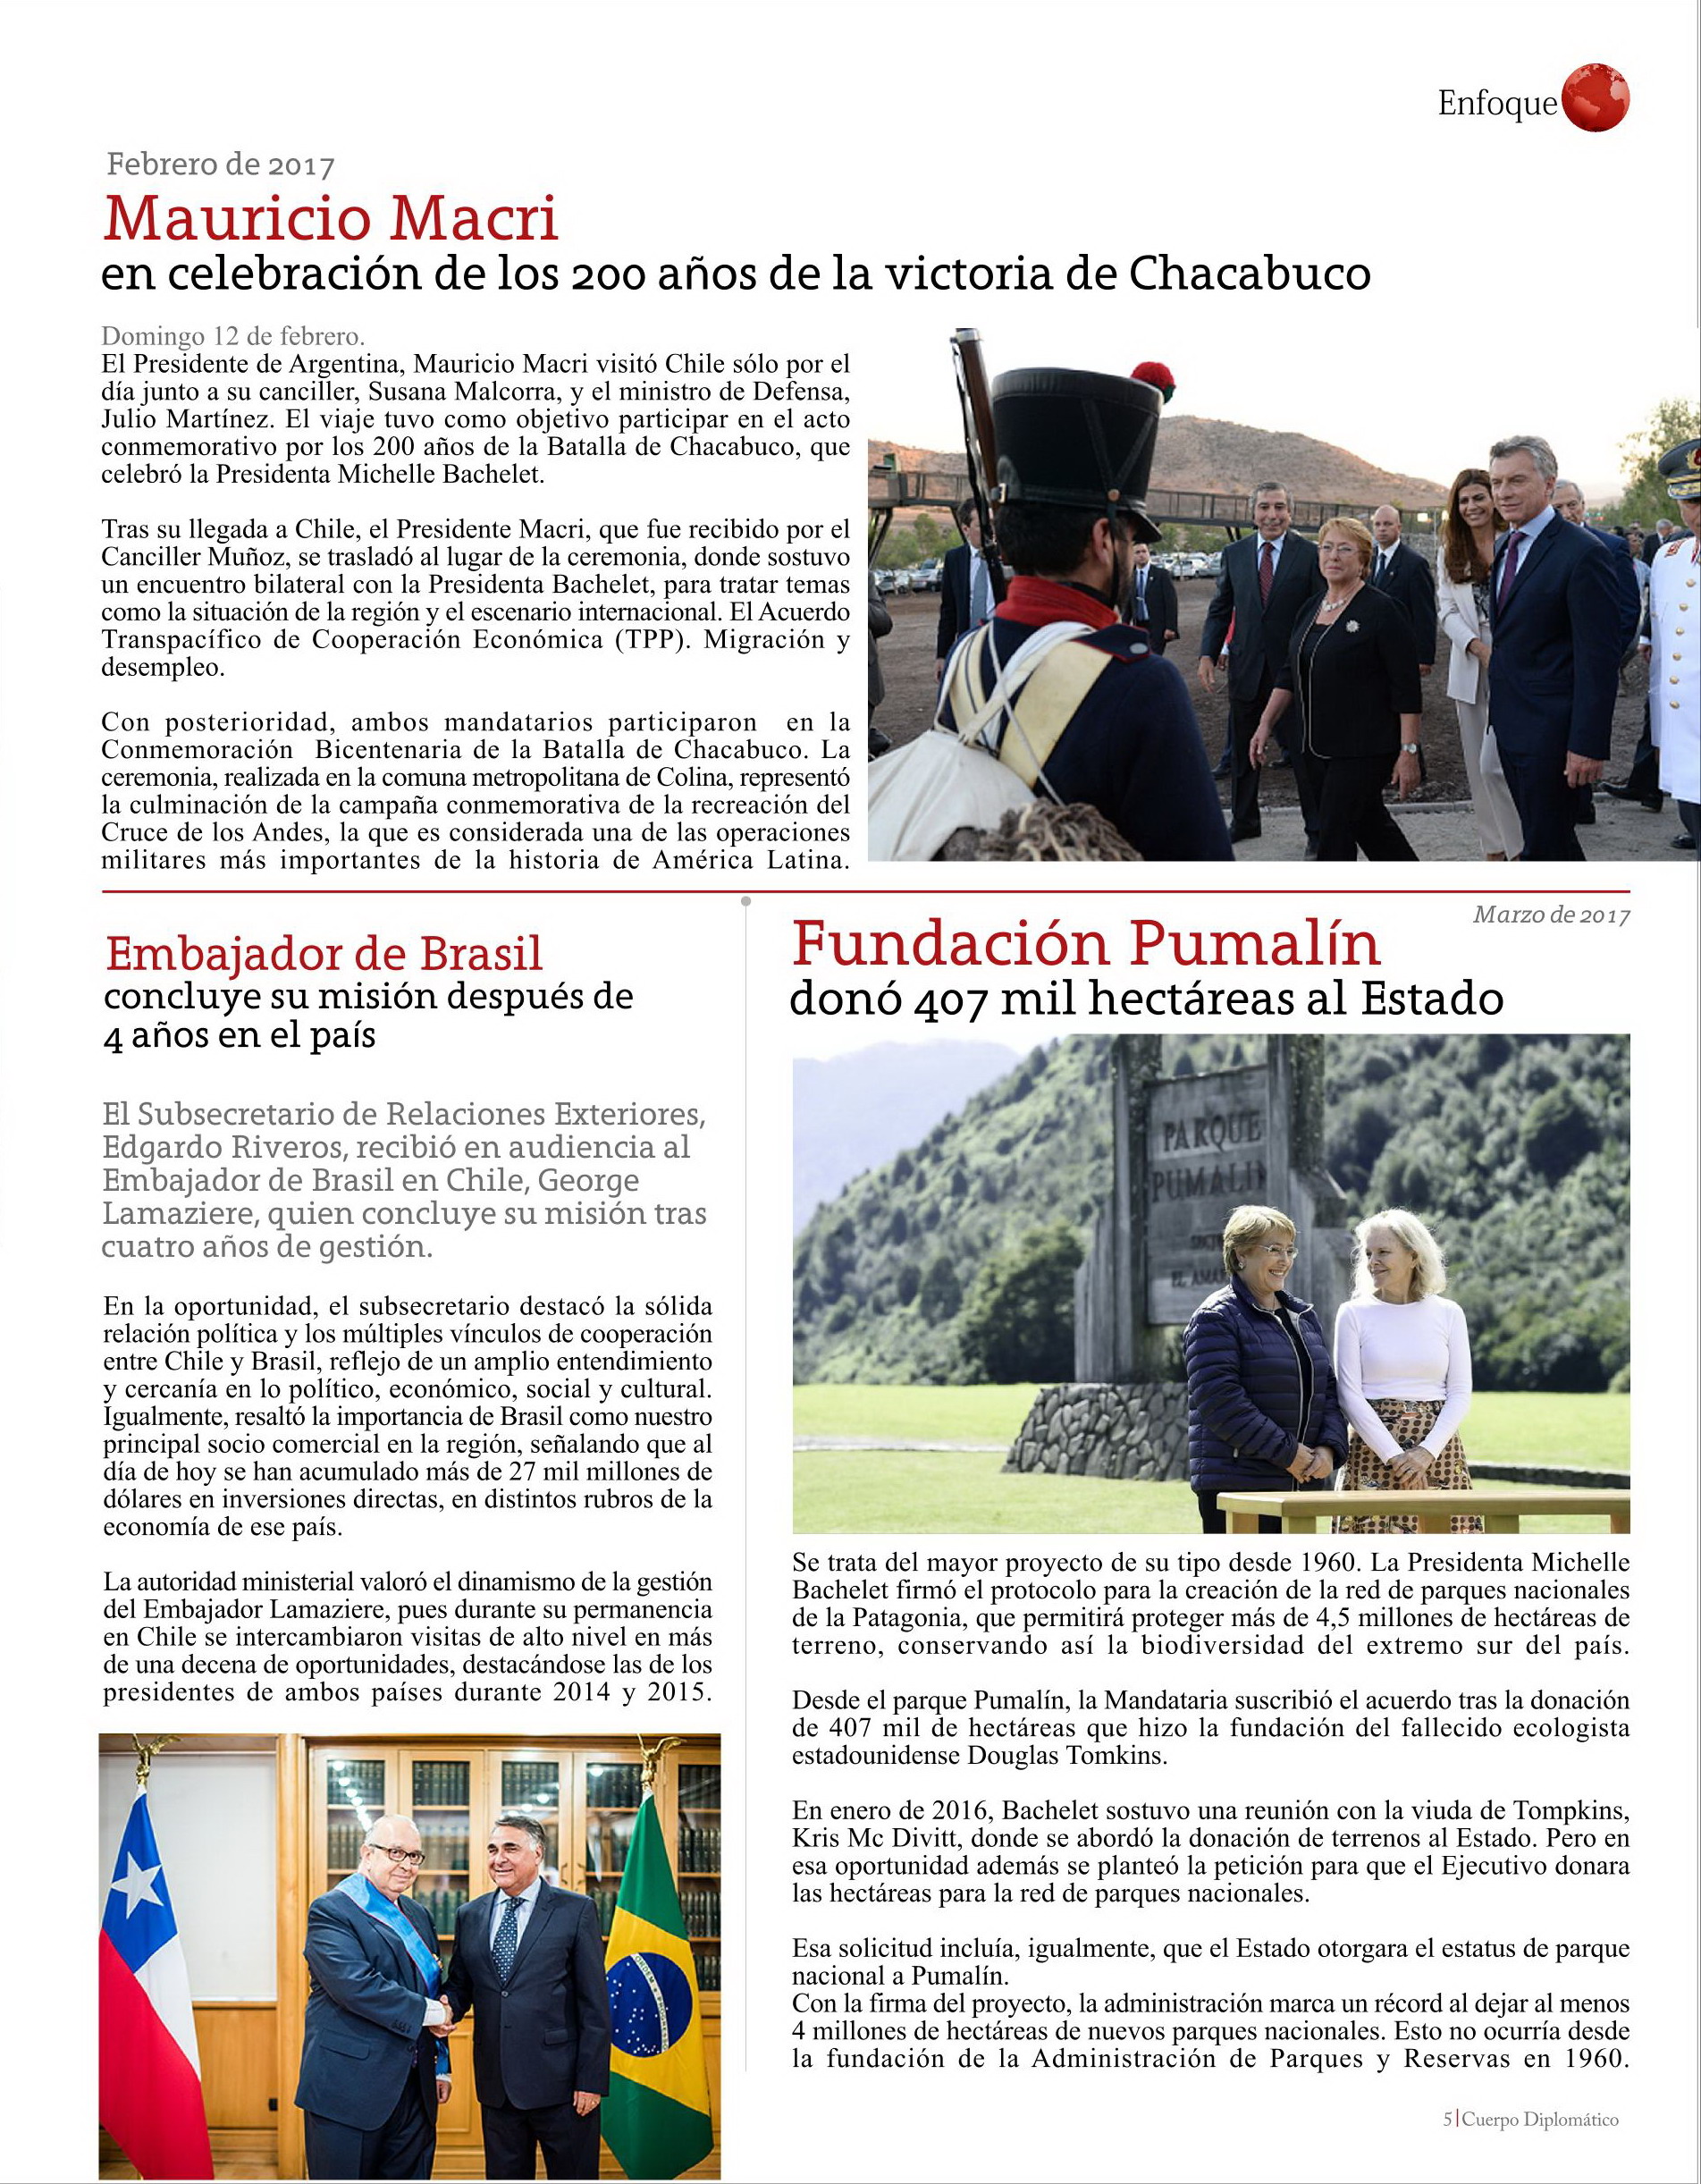 Enfoque
Febrero de 2017
Mauricio Macri
en celebración de los 200 años de la victoria de Chacabuco
Domingo 12 de febrero.
El Presidente de Argentina, Mauricio Macri visitó Chile sólo por el
día junto a su canciller, Susana Malcorra, y el ministro de Defensa,
Julio Martínez. El viaje tuvo como objetivo participar en el acto
conmemorativo por los 200 años de la Batalla de Chacabuco, que
celebró la Presidenta Michelle Bachelet.
Tras su llegada a Chile, el Presidente Macri, que fue recibido por el
Canciller Muñoz, se trasladó al lugar de la ceremonia, donde sostuvo
un encuentro bilateral con la Presidenta Bachelet, para tratar temas
como la situación de la región y el escenario internacional. El Acuerdo
Transpacífico de Cooperación Económica (TPP). Migración y
desempleo.
Con posterioridad, ambos mandatarios participaron en la
Conmemoración Bicentenaria de la Batalla de Chacabuco. La
ceremonia, realizada en la comuna metropolitana de Colina, representó
la culminación de la campaña conmemorativa de la recreación del
Cruce de los Andes, la que es considerada una de las operaciones
militares más importantes de la historia de América Latina.
Embajador de Brasil
concluye su misión después de
4 años en el país
El Subsecretario de Relaciones Exteriores,
Edgardo Riveros, recibió en audiencia al
Embajador de Brasil en Chile, George
Lamaziere, quien concluye su misión tras
cuatro años de gestión.
En la oportunidad, el subsecretario destacó la sólida
relación política y los múltiples vínculos de cooperación
entre Chile y Brasil, reflejo de un amplio entendimiento
y cercanía en lo político, económico, social y cultural.
Igualmente, resaltó la importancia de Brasil como nuestro
principal socio comercial en la región, señalando que al
día de hoy se han acumulado más de 27 mil millones de
dólares en inversiones directas, en distintos rubros de la
economía de ese país.
La autoridad ministerial valoró el dinamismo de la gestión
del Embajador Lamaziere, pues durante su permanencia
en Chile se intercambiaron visitas de alto nivel en más
de una decena de oportunidades, destacándose las de los
presidentes de ambos países durante 2014 y 2015.
Marzo de 2017
Fundación Pumalín
donó 407 mil hectáreas al Estado
PARQUE
PUMALIN
Se trata del mayor proyecto de su tipo desde 1960. La Presidenta Michelle
Bachelet firmó el protocolo para la creación de la red de parques nacionales
de la Patagonia, que permitirá proteger más de 4,5 millones de hectáreas de
terreno, conservando así la biodiversidad del extremo sur del país.
Desde el parque Pumalín, la Mandataria suscribió el acuerdo tras la donación
de 407 mil de hectáreas que hizo la fundación del fallecido ecologista
estadounidense Douglas Tomkins.
En enero de 2016, Bachelet sostuvo una reunión con la viuda de Tompkins,
Kris Mc Divitt, donde se abordó la donación de terrenos al Estado. Pero en
esa oportunidad además se planteó la petición para que el Ejecutivo donara
las hectáreas para la red de parques nacionales.
Esa solicitud incluía, igualmente, que el Estado otorgara el estatus de parque
nacional a Pumalín.
Con la firma del proyecto, la administración marca un récord al dejar al menos
4 millones de hectáreas de nuevos parques nacionales. Esto no ocurría desde
la fundación de la Administración de Parques y Reservas en 1960.
5|Cuerpo Diplomático